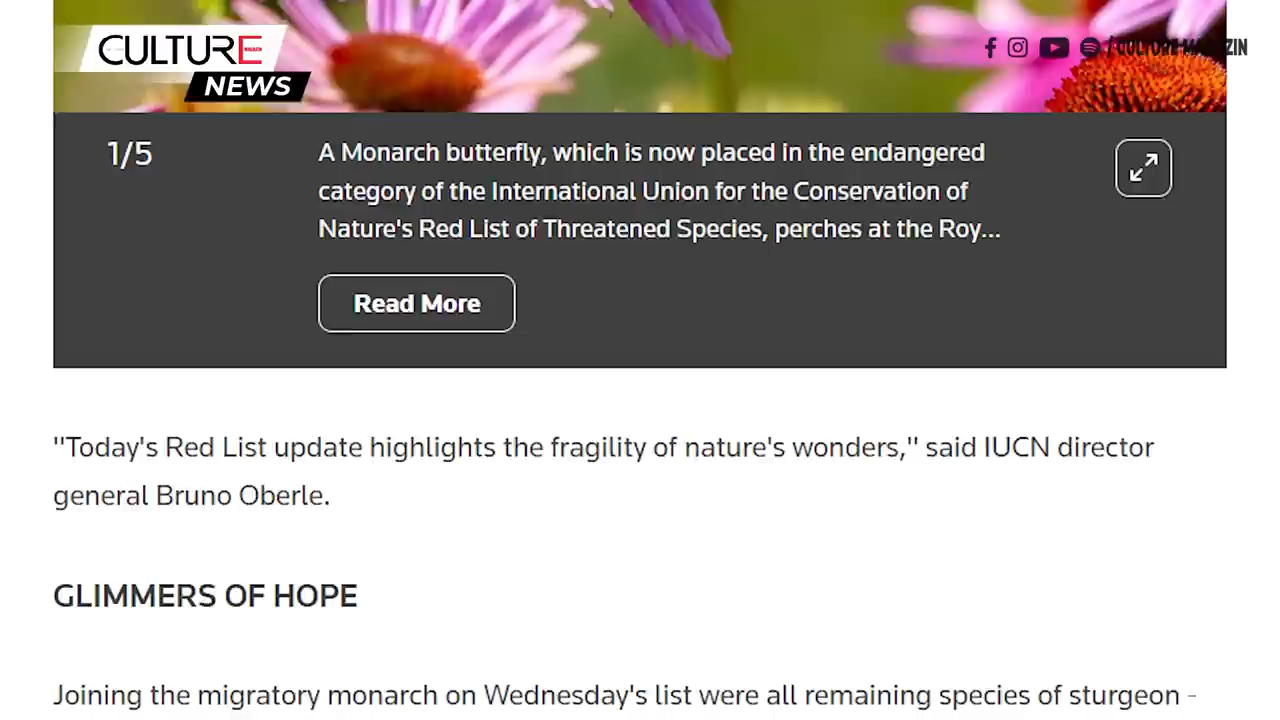 CULTURE
NEWS
/ CULTURE MAGAZIN
1/5
A Monarch butterfly, which is now placed in the endangered
category of the International Union for the Conservation of
Nature's Red List of Threatened Species, perches at the Roy...
Read More
"Today's Red List update highlights the fragility of nature's wonders," said IUCN director
general Bruno Oberle.
GLIMMERS OF HOPE
Joining the migratory monarch on Wednesday's list were all remaining species of sturgeon -